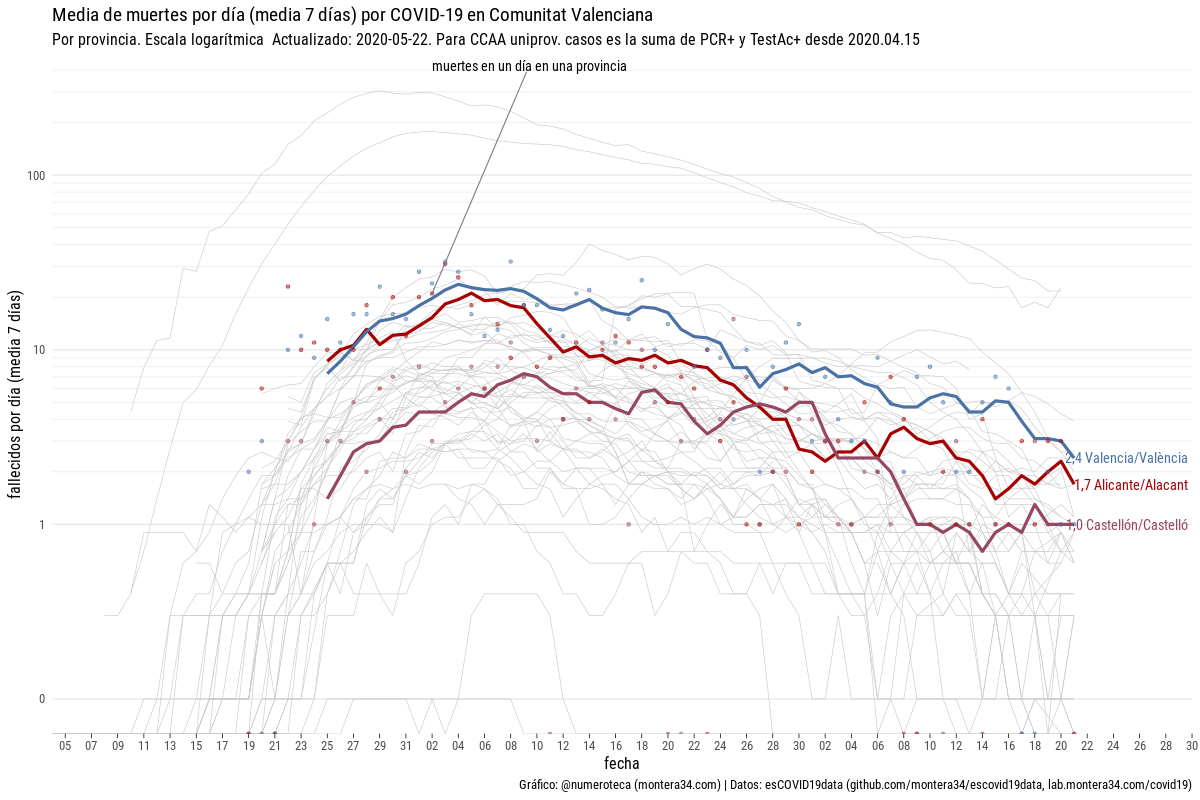 Media de muertes por día (media 7 días) por COVID-19 en Comunitat Valenciana
Por provincia. Escala logarítmica  Actualizado: 2020-05-22. Para CCAA uniprov. casos es la suma de PCR+ y TestAc+ desde 2020.04.15
muertes en un día en una provincia
fallecidos por día (media  7 días)
100
10
1
0
2,4 Valencia/València
1,7 Alicante/Alacant
1,0 Castellón/Castelló
05 07 09 11 13 15 17 19 21 23 25 27 29 31 02 04 06 08 10 12 14 16 18 20 22 24 26 28 30 02 04 06 08 10 12 14 16 18 20 22 24 26 28 30
fecha
Gráfico: @numeroteca (montera34.com) | Datos: esCOVID19data (github.com/montera34/escovid19data, lab.montera34.com/covid19)